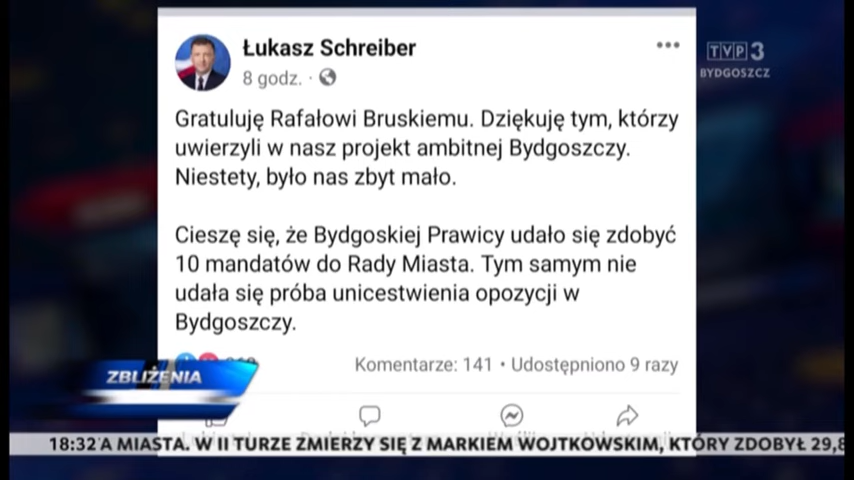 Łukasz Schreiber
8 godz. ·
TVP3
BYDGOSZCZ
Gratuluję Rafałowi Bruskiemu. Dziękuję tym, którzy
uwierzyli w nasz projekt ambitnej Bydgoszczy.
Niestety, było nas zbyt mało.
Cieszę się, że Bydgoskiej Prawicy udało się zdobyć
10 mandatów do Rady Miasta. Tym samym nie
udała się próba unicestwienia opozycji w
Bydgoszczy.
Komentarze: 141 • Udostępniono 9 razy
ZBLIŻENIA
18:32 A MIASTA. W II TURZE ZMIERZY SIĘ Z MARKIEM WOJTKOWSKIM, KTÓRY ZDOBYŁ 29,8